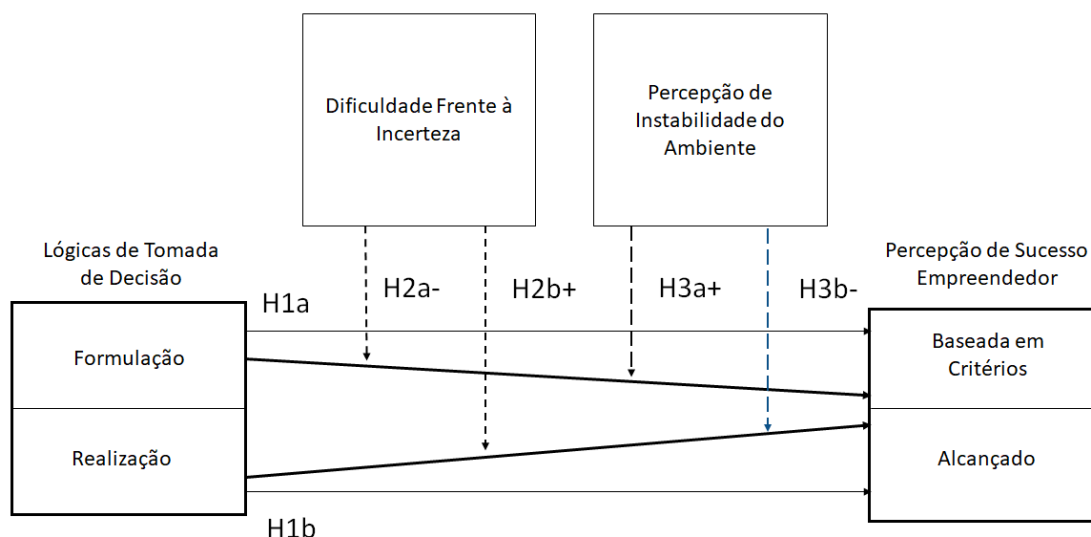 Dificuldade Frente à
Incerteza
Percepção de
Instabilidade do
Ambiente
Lógicas de Tomada
de Decisão
Percepção de Sucesso
Empreendedor
H1a
H2a-
H2b+
H3a+
H3b-
Formulação
Baseada em
Critérios
Realização
Alcançado
H1b